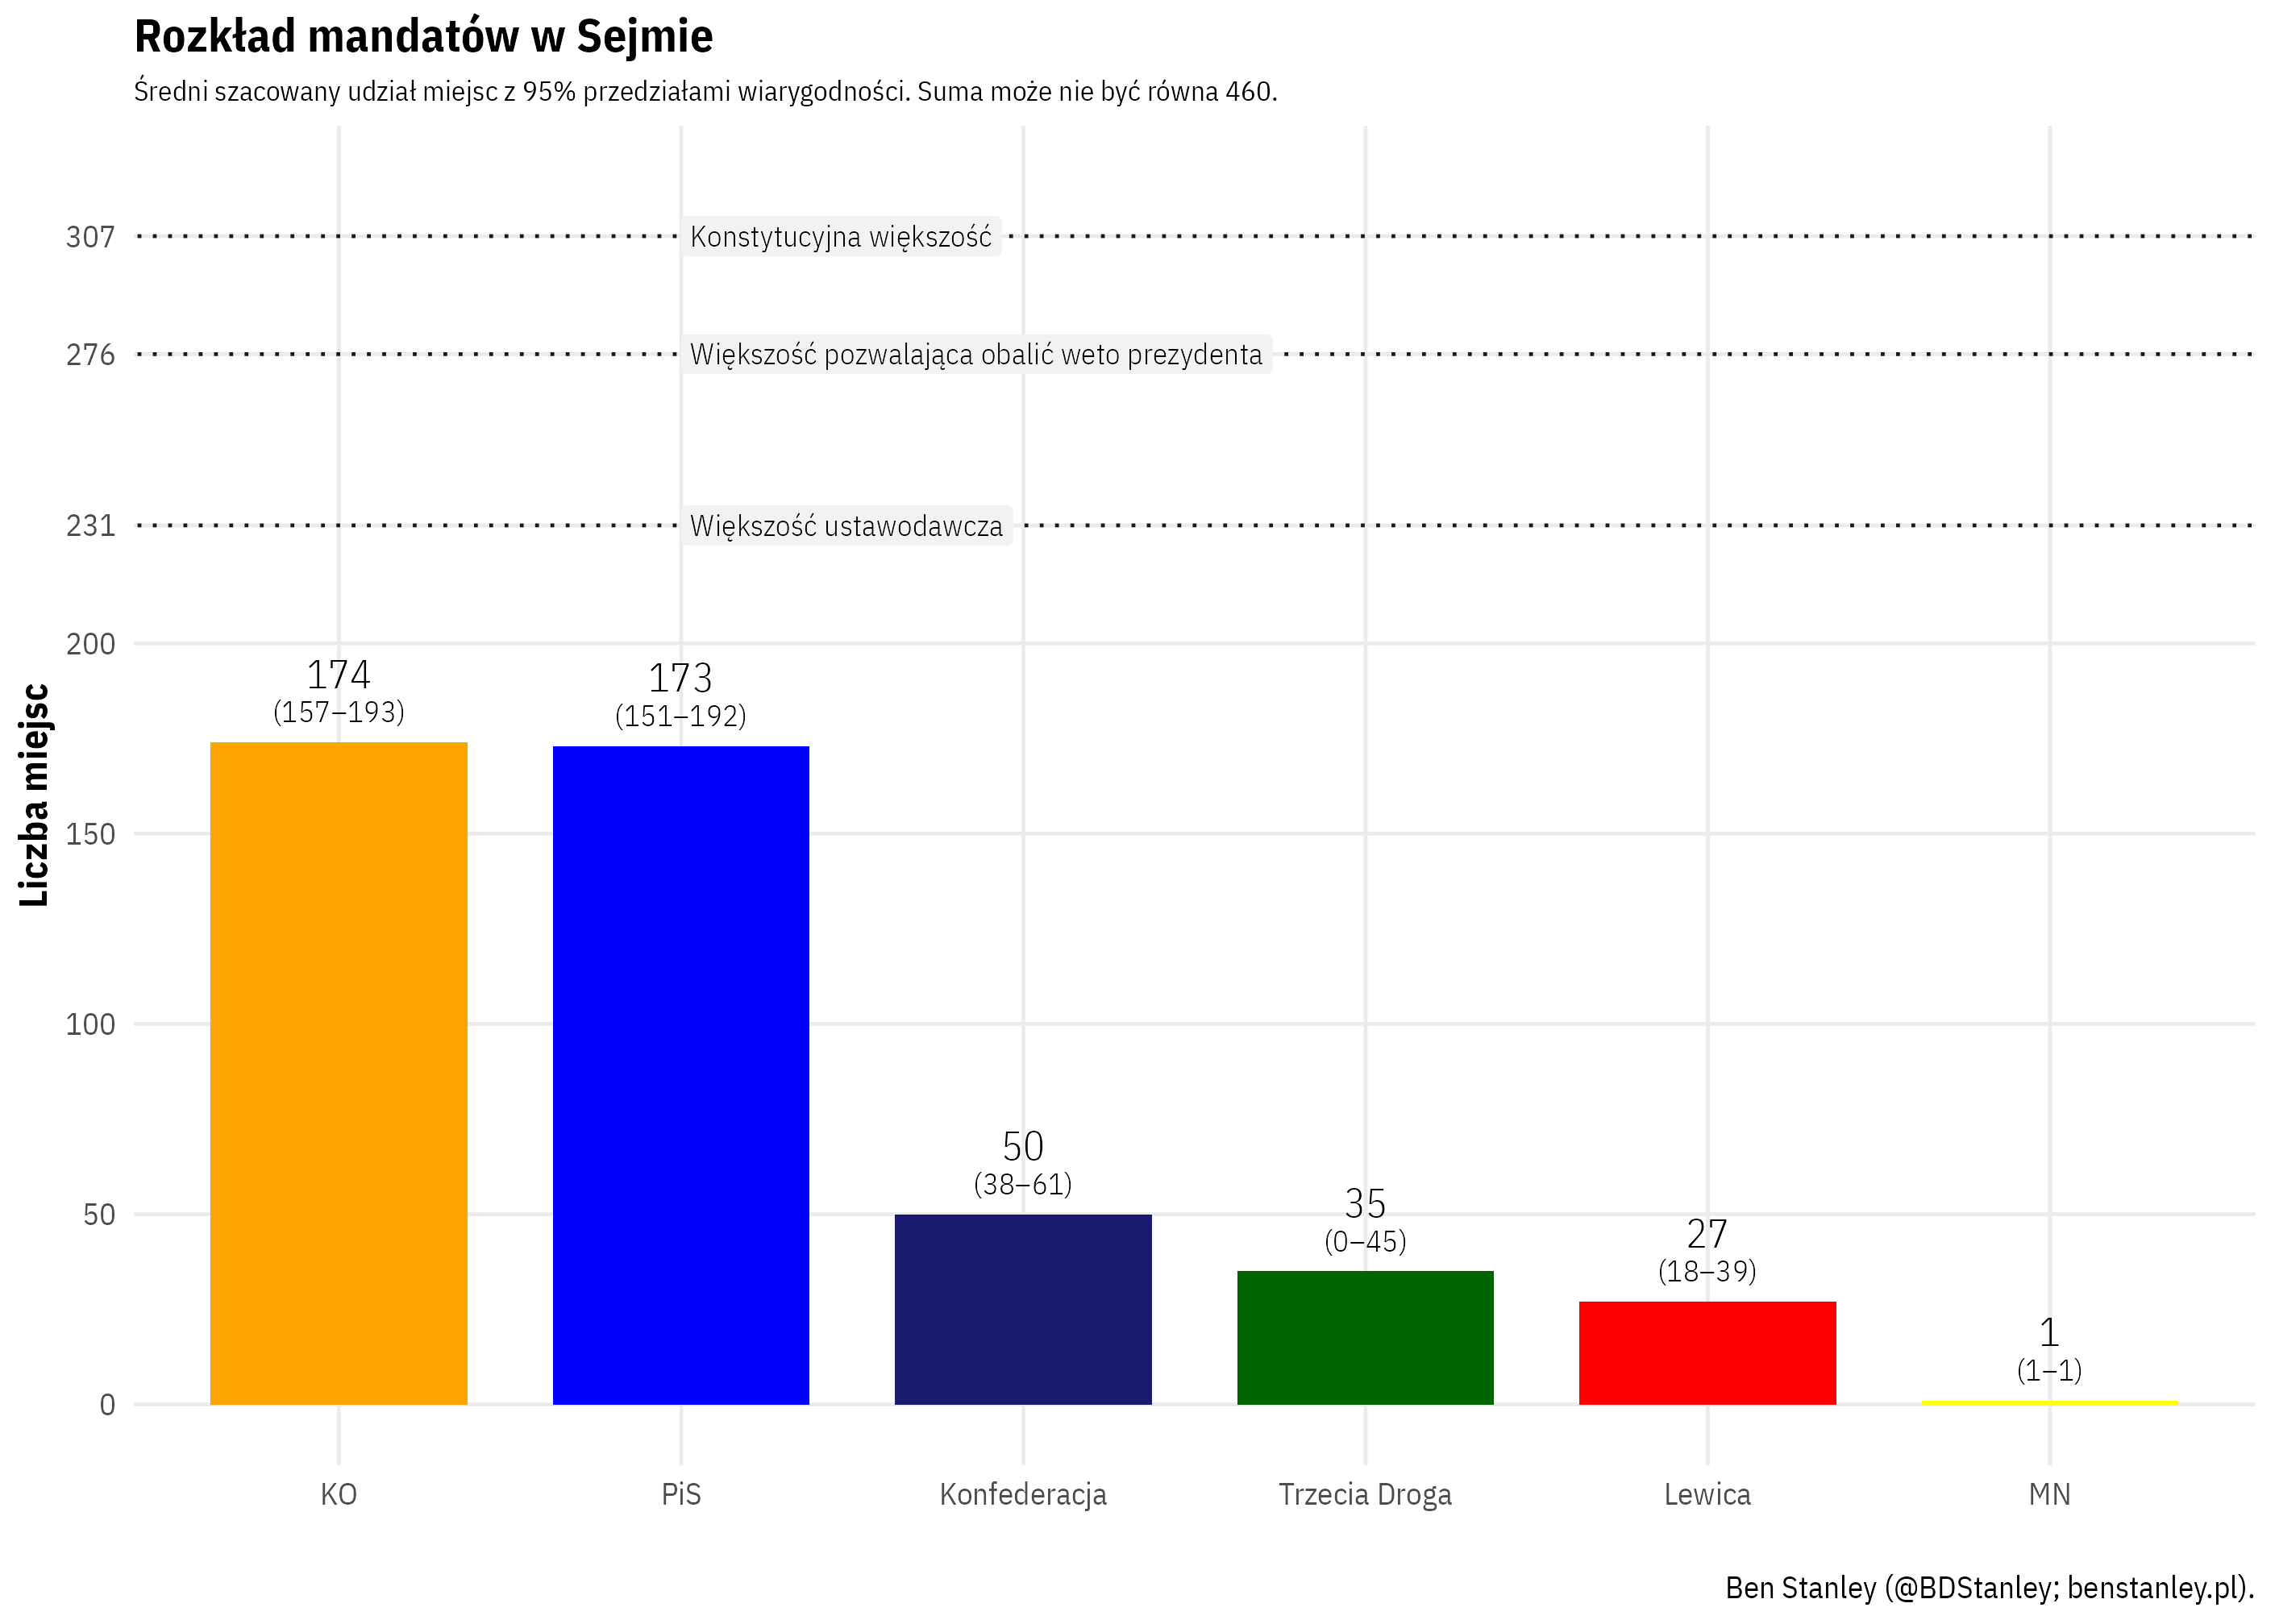 Rozkład mandatów w Sejmie
Średni szacowany udział miejsc z 95% przedziałami wiarygodności. Suma może nie być równa 460.
Liczba miejsc
307
Konstytucyjna większość
276
Większość pozwalająca obalić weto prezydenta
231
Większość ustawodawcza
200
150
100
50
0
174
(157–193)
173
(151–192)
50
(38–61)
35
(0–45)
27
(18–39)
1
(1–1)
KO
PiS
Konfederacja
Trzecia Droga
Lewica
MN
Ben Stanley (@BDStanley; benstanley.pl).